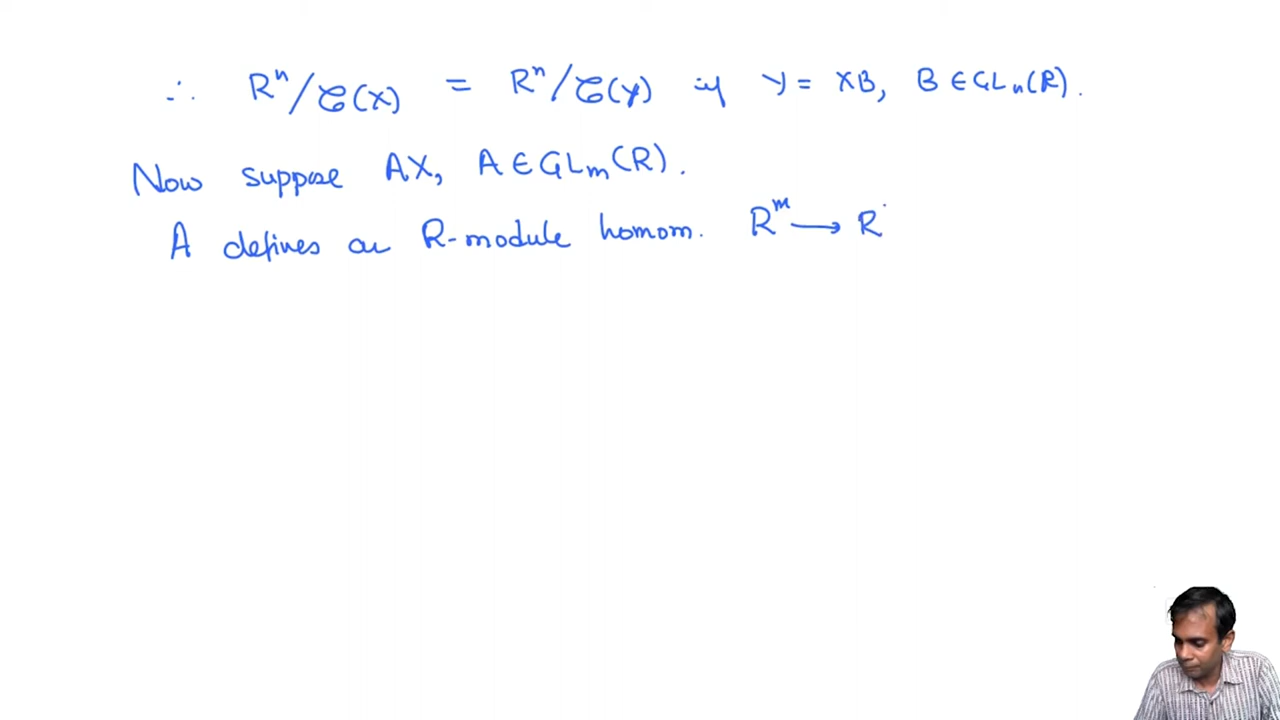 ∴ Rⁿ/𝒞(X) = Rⁿ/𝒞(Y) if Y = XB, B ∈ GLₙ(R).
Now suppose AX, A ∈ GLₘ(R).
A defines an R-module homom. Rᵐ ⟶ R